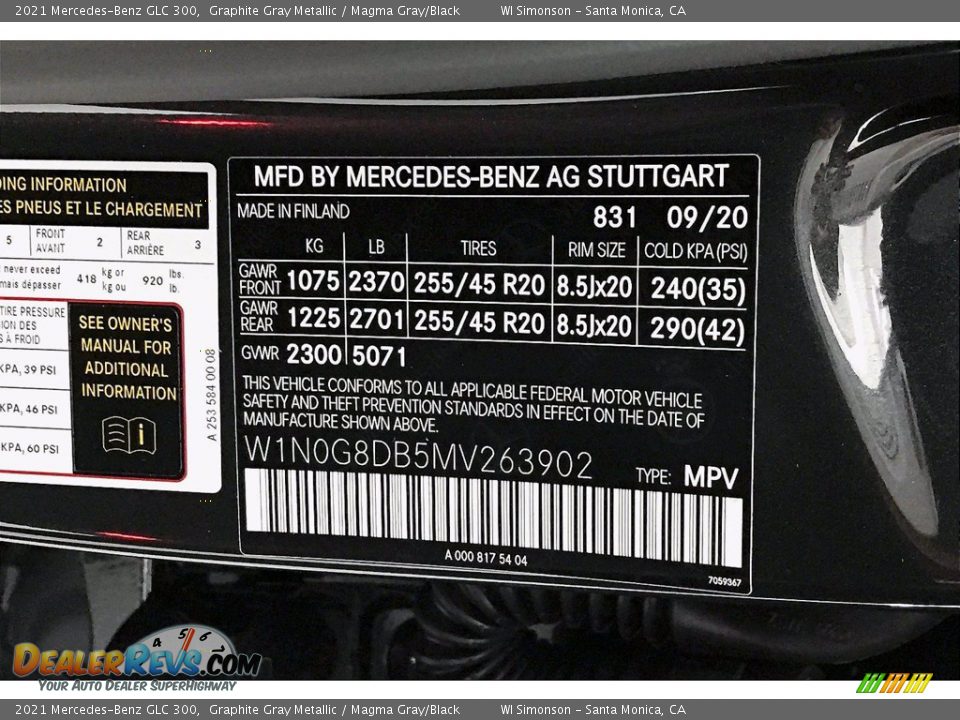 2021 Mercedes-Benz GLC 300, Graphite Gray Metallic / Magma Gray/Black WI Simonson - Santa Monica, CA
DING INFORMATION
ES PNEUS ET LE CHARGEMENT
5 FRONT AVANT 2 REAR ARRIÈRE 3
never exceed
mais dépasser
418 kg or kg ou 920 lbs. lb.
TIRE PRESSURE
ION DES
À FROID
KPA, 39 PSI
KPA, 46 PSI
KPA, 60 PSI
SEE OWNER'S
MANUAL FOR
ADDITIONAL
INFORMATION
i
A 253 584 00 08
MFD BY MERCEDES-BENZ AG STUTTGART
MADE IN FINLAND 831 09/20
KG LB TIRES RIM SIZE COLD KPA(PSI)
GAWR FRONT 1075 2370 255/45 R20 8.5Jx20 240(35)
GAWR REAR 1225 2701 255/45 R20 8.5Jx20 290(42)
GVWR 2300 5071
THIS VEHICLE CONFORMS TO ALL APPLICABLE FEDERAL MOTOR VEHICLE
SAFETY AND THEFT PREVENTION STANDARDS IN EFFECT ON THE DATE OF
MANUFACTURE SHOWN ABOVE.
W1N0G8DB5MV263902 TYPE: MPV
A 000 817 54 04
7059367
4 5 6
DEALERREVS.COM
YOUR AUTO DEALER SUPERHIGHWAY
2021 Mercedes-Benz GLC 300, Graphite Gray Metallic / Magma Gray/Black WI Simonson - Santa Monica, CA